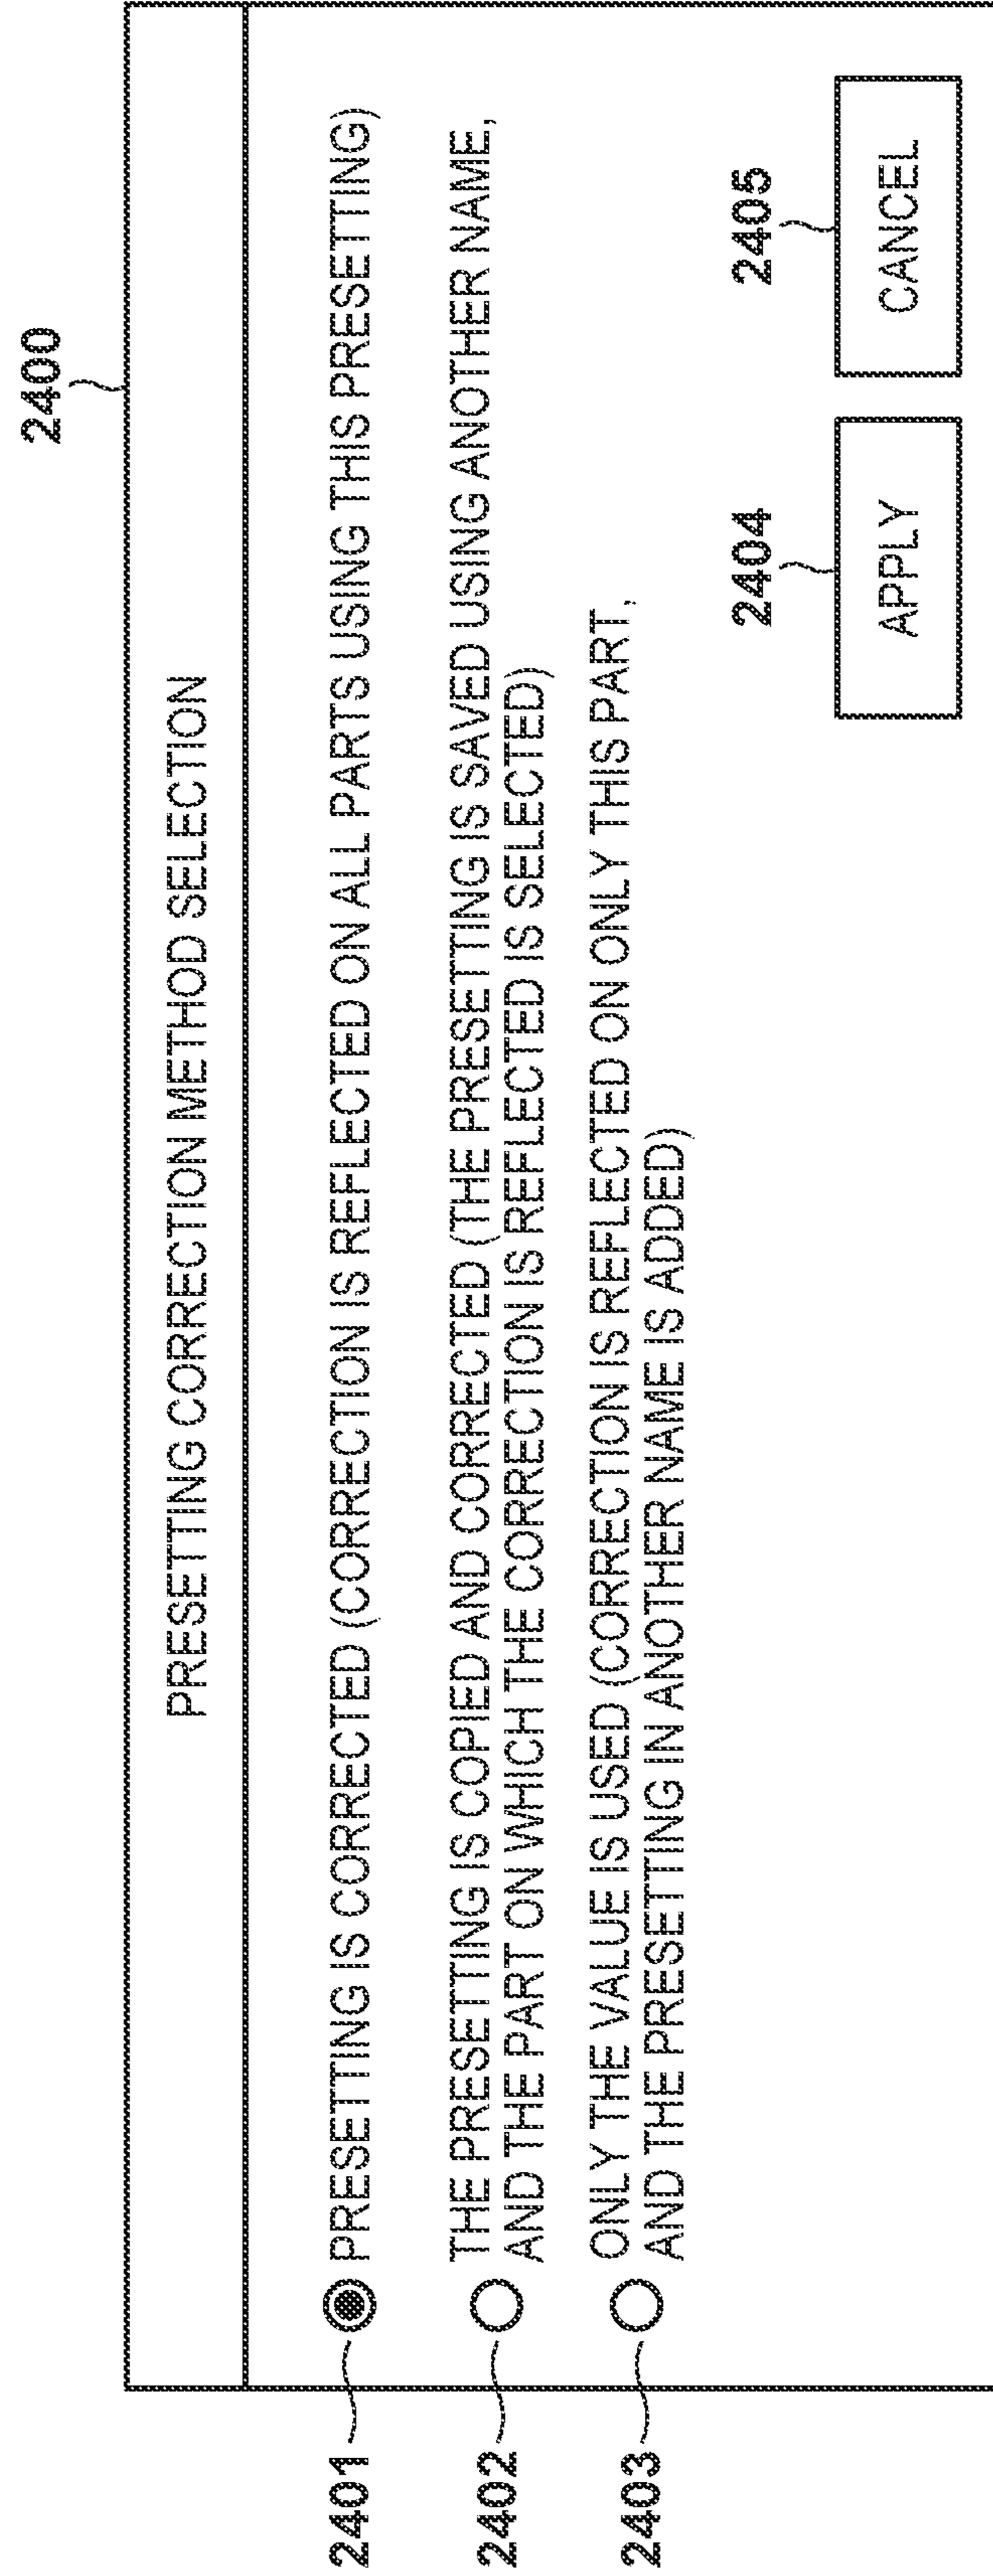 2400
PRESETTING CORRECTION METHOD SELECTION
2401
PRESETTING IS CORRECTED (CORRECTION IS REFLECTED ON ALL PARTS USING THIS PRESETTING)
2402
THE PRESETTING IS COPIED AND CORRECTED (THE PRESETTING IS SAVED USING ANOTHER NAME,
AND THE PART ON WHICH THE CORRECTION IS REFLECTED IS SELECTED)
2403
ONLY THE VALUE IS USED (CORRECTION IS REFLECTED ON ONLY THIS PART,
AND THE PRESETTING IN ANOTHER NAME IS ADDED)
2404
2405
APPLY
CANCEL